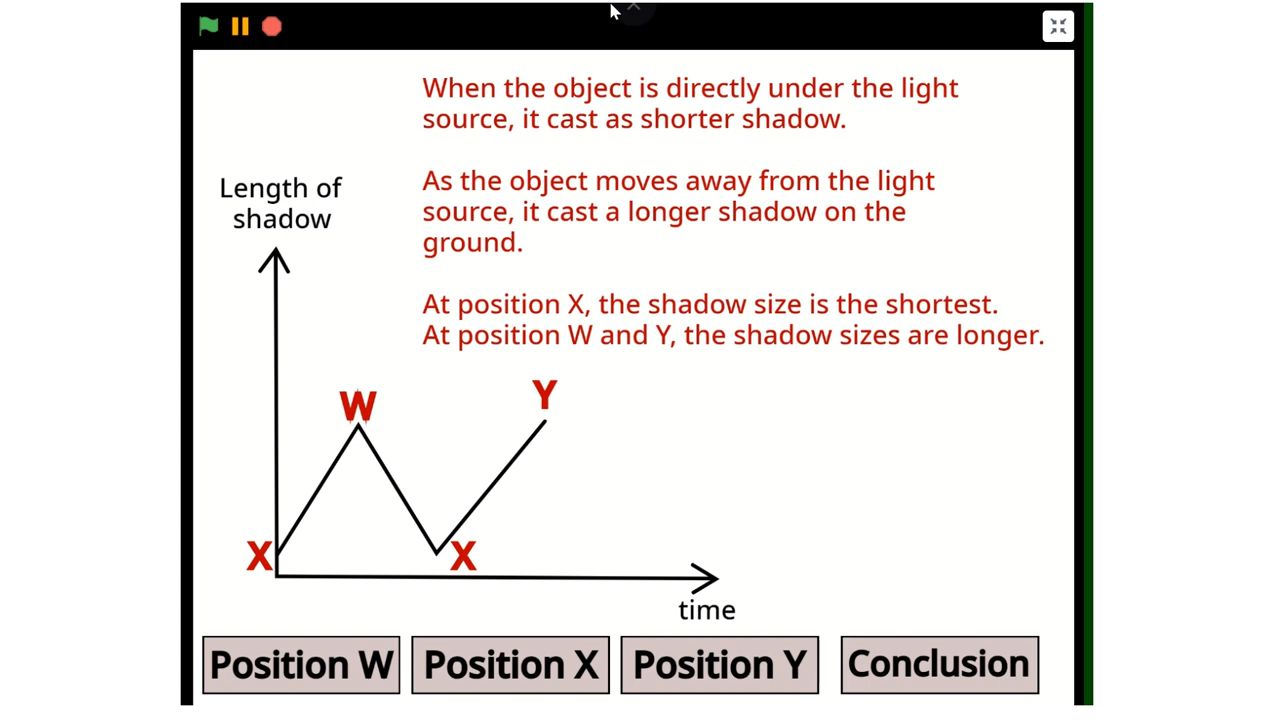 When the object is directly under the light
source, it cast as shorter shadow.
As the object moves away from the light
source, it cast a longer shadow on the
ground.
At position X, the shadow size is the shortest.
At position W and Y, the shadow sizes are longer.
Length of
shadow
W
Y
X
X
time
Position W
Position X
Position Y
Conclusion